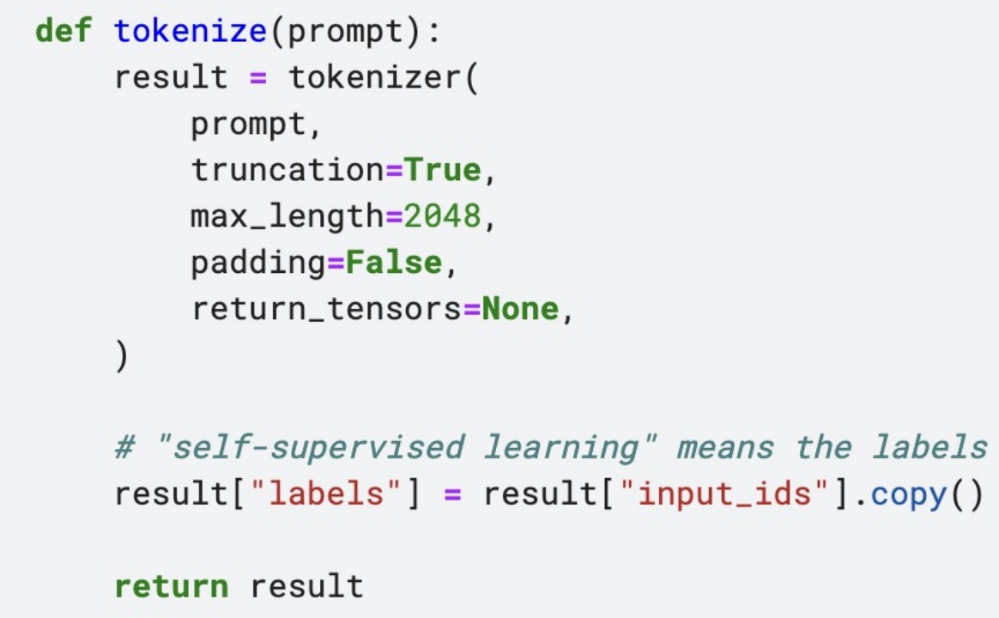 def tokenize(prompt):
    result = tokenizer(
        prompt,
        truncation=True,
        max_length=2048,
        padding=False,
        return_tensors=None,
    )
    # "self-supervised learning" means the labels
    result["labels"] = result["input_ids"].copy()
    return result